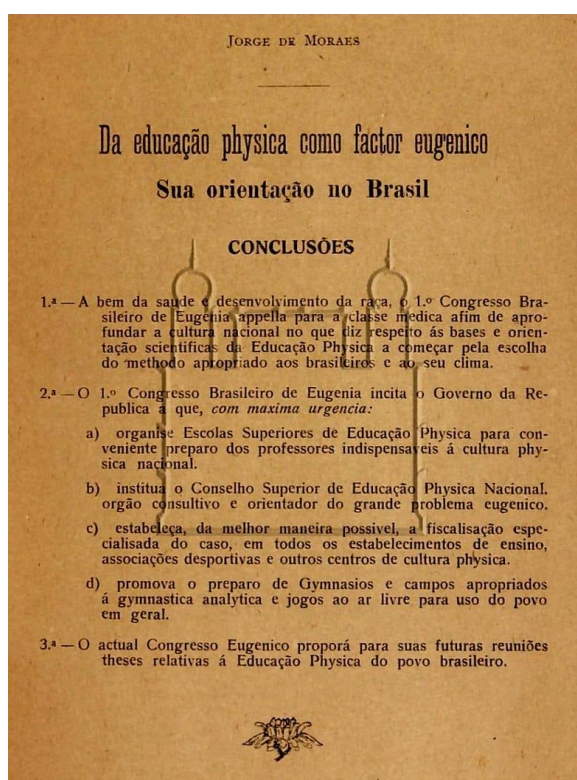 JORGE DE MORAES
Da educação physica como factor eugenico
Sua orientação no Brasil
CONCLUSÕES
1.ª — A bem da saude e desenvolvimento da raça, o 1.º Congresso Bra-
sileiro de Eugenia appella para a classe medica afim de apro-
fundar a cultura nacional no que diz respeito ás bases e orien-
tação scientificas da Educação Physica a começar pela escolha
do methodo apropriado aos brasileiros e ao seu clima.
2.ª — O 1.º Congresso Brasileiro de Eugenia incita o Governo da Re-
publica a que, com maxima urgencia:
a) organise Escolas Superiores de Educação Physica para con-
veniente preparo dos professores indispensaveis á cultura phy-
sica nacional.
b) institua o Conselho Superior de Educação Physica Nacional.
orgão consultivo e orientador do grande problema eugenico.
c) estabeleça, da melhor maneira possivel, a fiscalisação espe-
cialisada do caso, em todos os estabelecimentos de ensino,
associações desportivas e outros centros de cultura physica.
d) promova o preparo de Gymnasios e campos apropriados
á gymnastica analytica e jogos ao ar livre para uso do povo
em geral.
3.ª — O actual Congresso Eugenico proporá para suas futuras reuniões
theses relativas á Educação Physica do povo brasileiro.